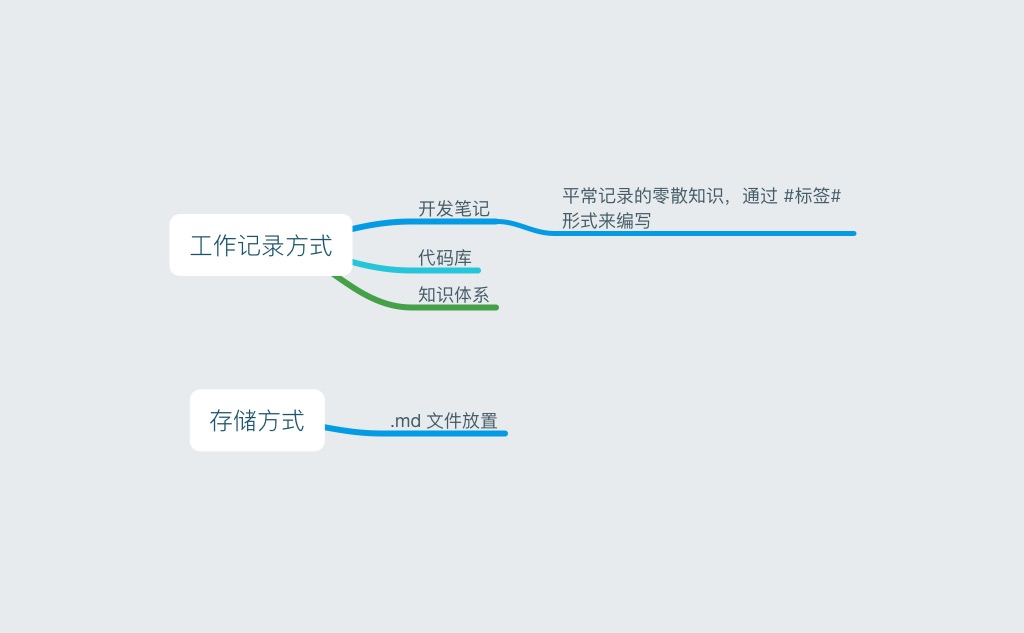 工作记录方式
开发笔记
平常记录的零散知识，通过 #标签#
形式来编写
代码库
知识体系
存储方式
.md 文件放置